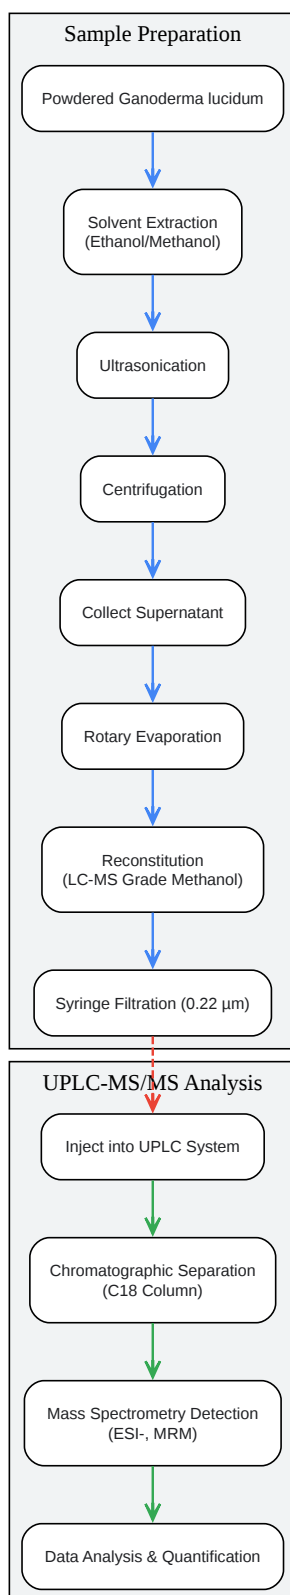 Sample Preparation
Powdered Ganoderma lucidum
Solvent Extraction
(Ethanol/Methanol)
Ultrasonication
Centrifugation
Collect Supernatant
Rotary Evaporation
Reconstitution
(LC-MS Grade Methanol)
Syringe Filtration (0.22 µm)
UPLC-MS/MS Analysis
Inject into UPLC System
Chromatographic Separation
(C18 Column)
Mass Spectrometry Detection
(ESI-, MRM)
Data Analysis & Quantification